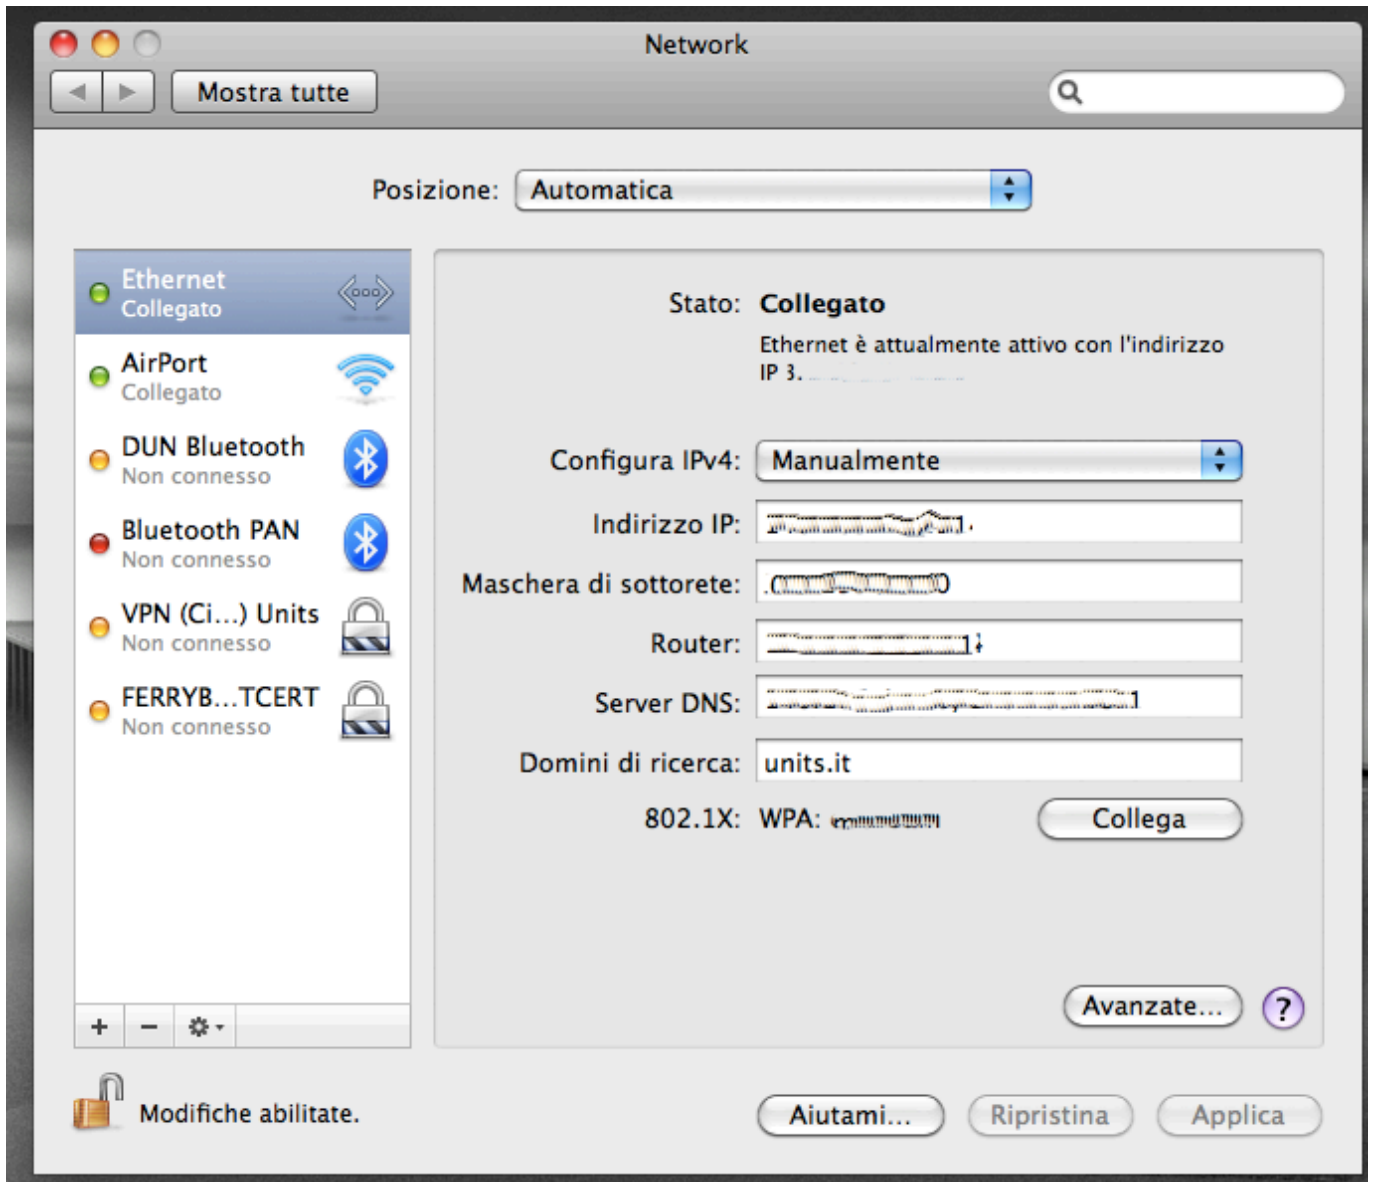 Network
Mostra tutte
Posizione: Automatica
Ethernet
Collegato
AirPort
Collegato
DUN Bluetooth
Non connesso
Bluetooth PAN
Non connesso
VPN (Ci...) Units
Non connesso
FERRYB...TCERT
Non connesso
Stato: Collegato
Ethernet è attualmente attivo con l'indirizzo
IP
Configura IPv4: Manualmente
Indirizzo IP:
Maschera di sottorete:
Router:
Server DNS:
Domini di ricerca: units.it
802.1X: WPA: Collega
Avanzate... ?
Modifiche abilitate.
Aiutami... Ripristina Applica